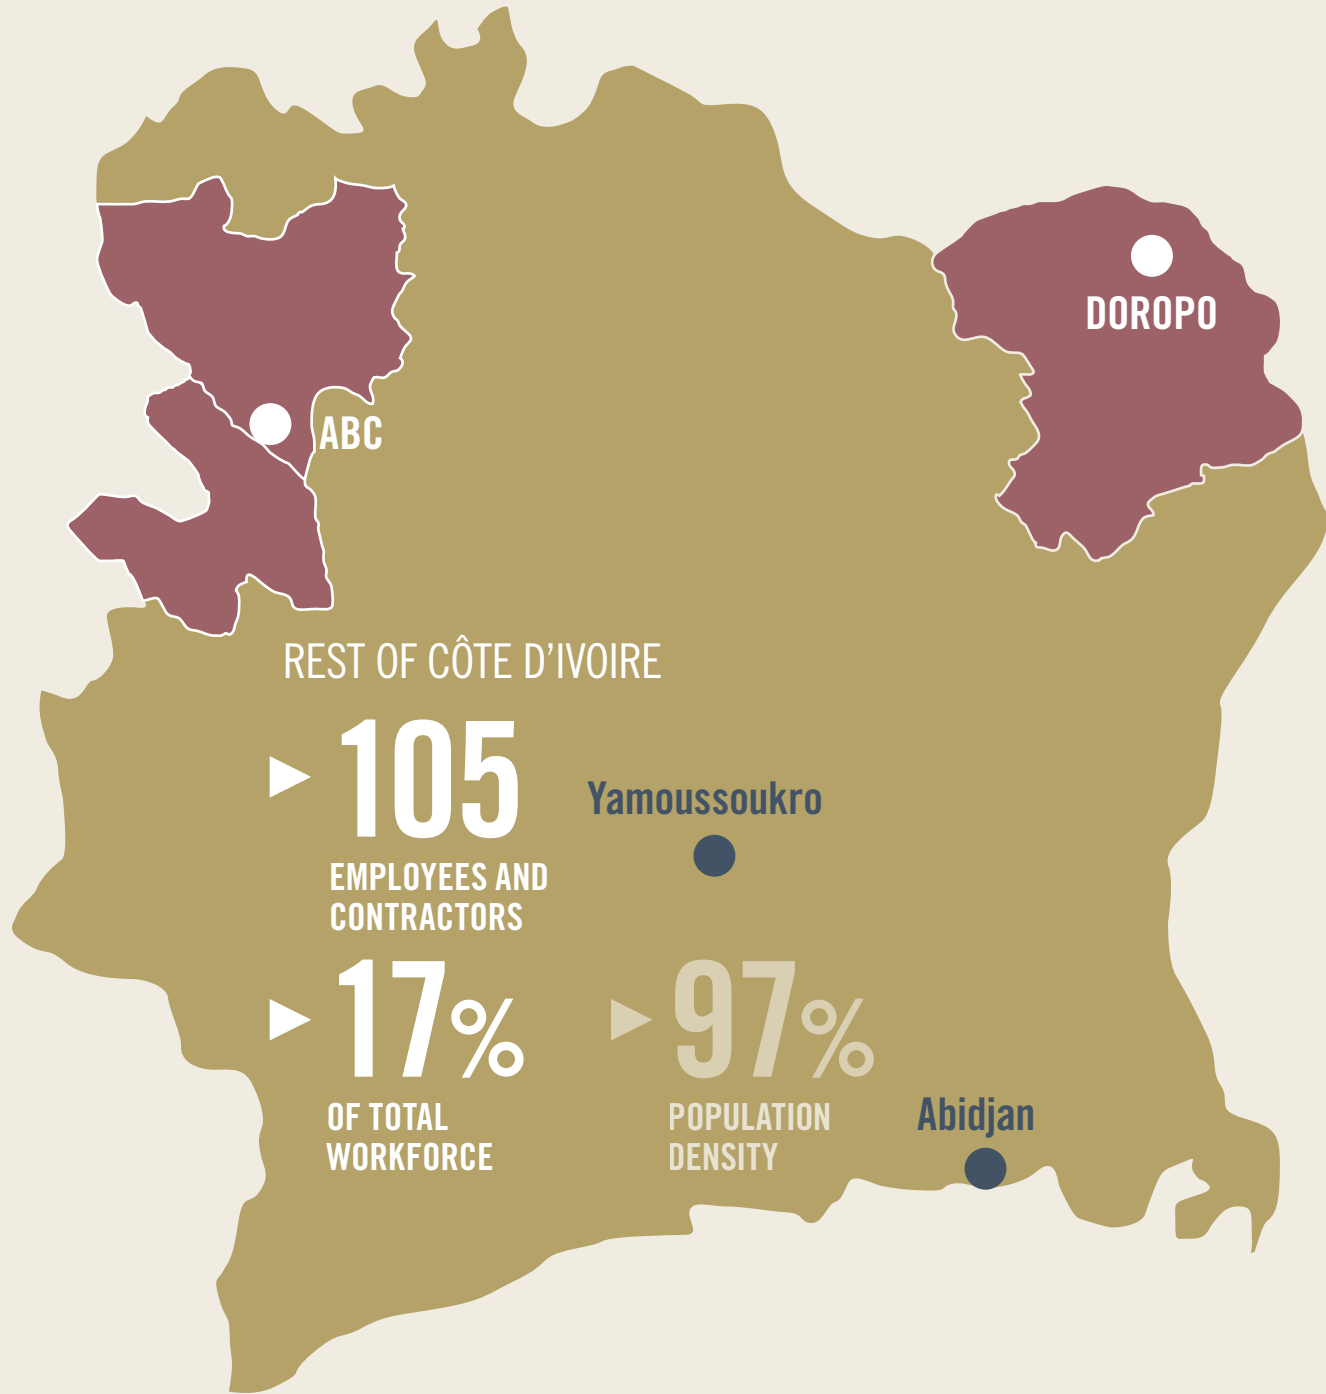 DOROPO
ABC
REST OF CÔTE D’IVOIRE
105
EMPLOYEES AND
CONTRACTORS
Yamoussoukro
17%
OF TOTAL
WORKFORCE
97%
POPULATION
DENSITY
Abidjan